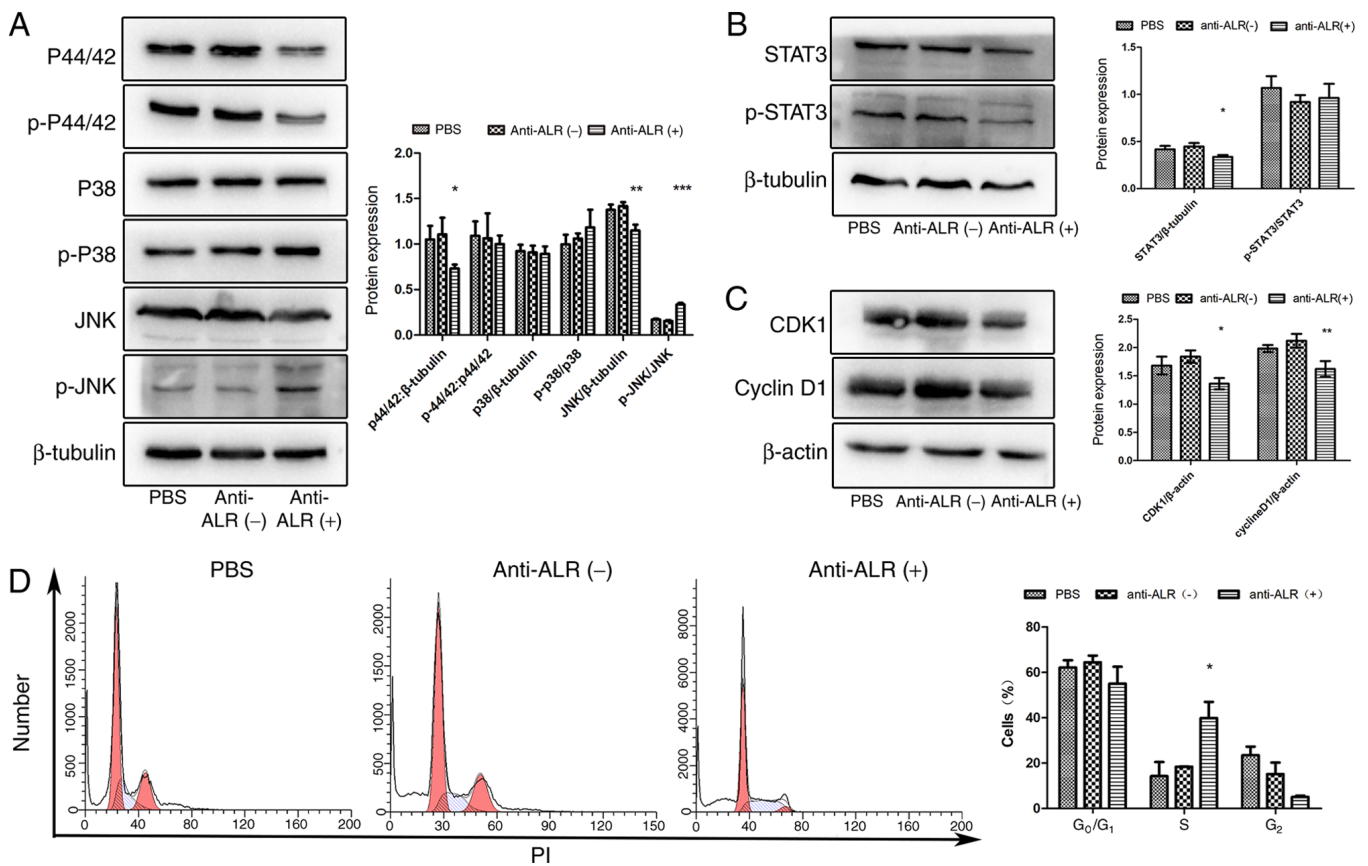 A
P44/42
p-P44/42
P38
p-P38
JNK
p-JNK
β-tubulin
PBS
Anti-
ALR (−)
Anti-
ALR (+)
PBS
Anti-ALR (−)
Anti-ALR (+)
Protein expression
2.0
1.5
1.0
0.5
0.0
*
**
***
p44/42:β-tubulin
p-44/42:p44/42
p38/β-tubulin
p-p38/p38
JNK/β-tubulin
p-JNK/JNK
B
STAT3
p-STAT3
β-tubulin
PBS
Anti-ALR (−)
Anti-ALR (+)
PBS
anti-ALR(-)
anti-ALR(+)
Protein expression
1.5
1.0
0.5
0.0
*
STAT3/β-tubulin
p-STAT3/STAT3
C
CDK1
Cyclin D1
β-actin
PBS
Anti-ALR (−)
Anti-ALR (+)
PBS
anti-ALR(-)
anti-ALR(+)
Protein expression
2.5
2.0
1.5
1.0
0.5
0.0
*
**
CDK1/β-actin
cyclineD1/β-actin
D
PBS
Anti-ALR (−)
Anti-ALR (+)
Number
2000
1500
1000
500
0
0 40 80 120 160 200
2000
1500
1000
500
0
0 30 60 90 120 150
8000
6000
4000
2000
0
0 40 80 120 160 200
PI
PBS
anti-ALR（-）
anti-ALR（+）
Cells（%）
80
60
40
20
0
*
G0/G1
S
G2